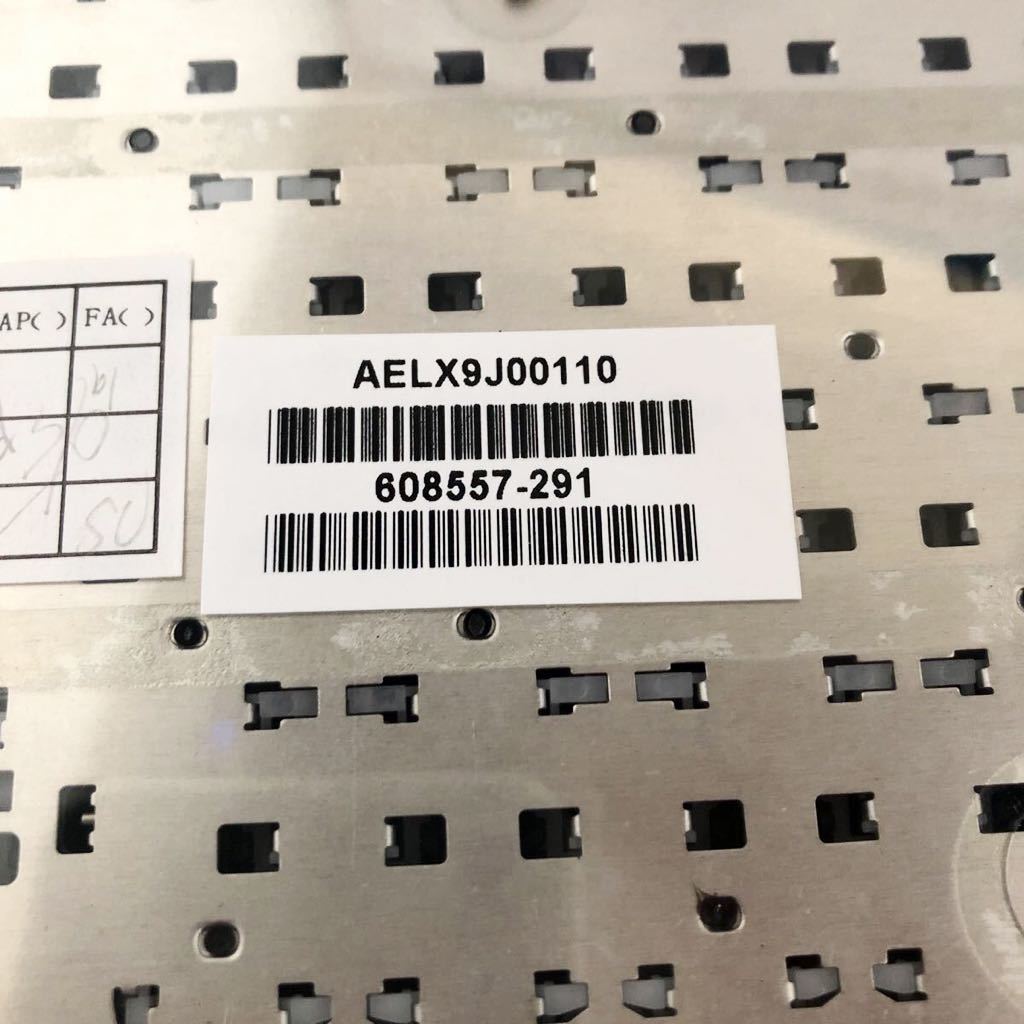 AP( ) FA( )
AELX9J00110
608557-291